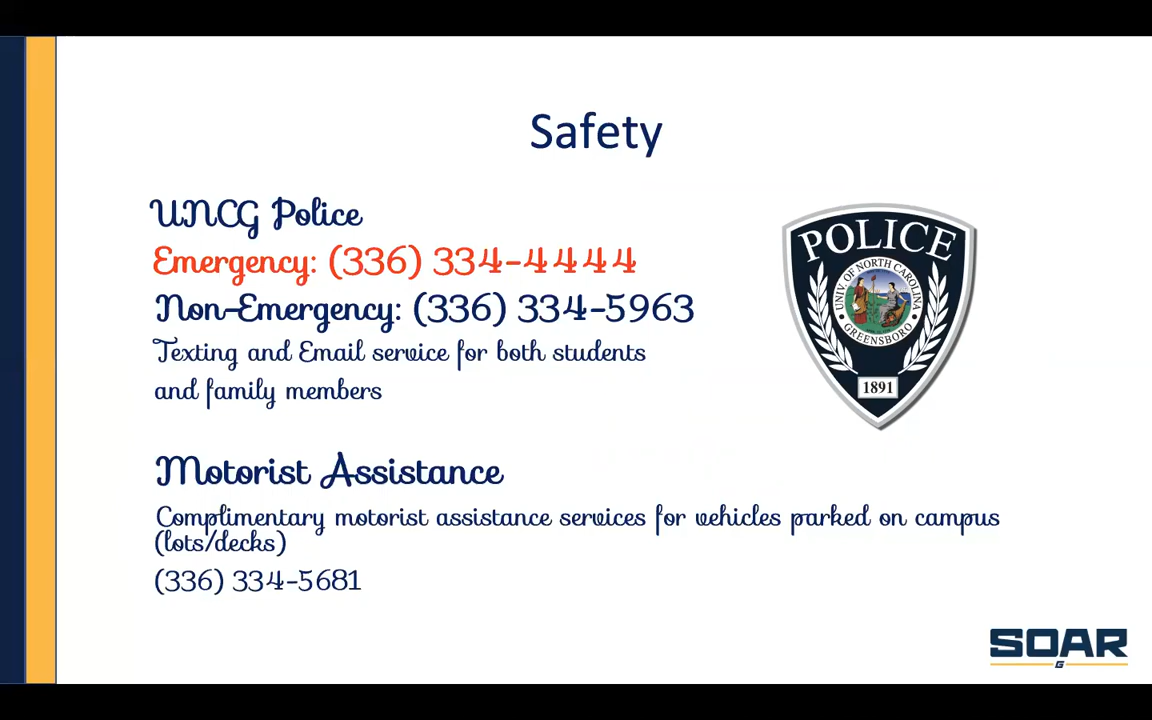 Safety
UNCG Police
Emergency: (336) 334-4444
Non-Emergency: (336) 334-5963
Texting and Email service for both students
and family members
POLICE
UNIV. OF NORTH CAROLINA
GREENSBORO
1891
Motorist Assistance
Complimentary motorist assistance services for vehicles parked on campus
(lots/decks)
(336) 334-5681
SOAR
G